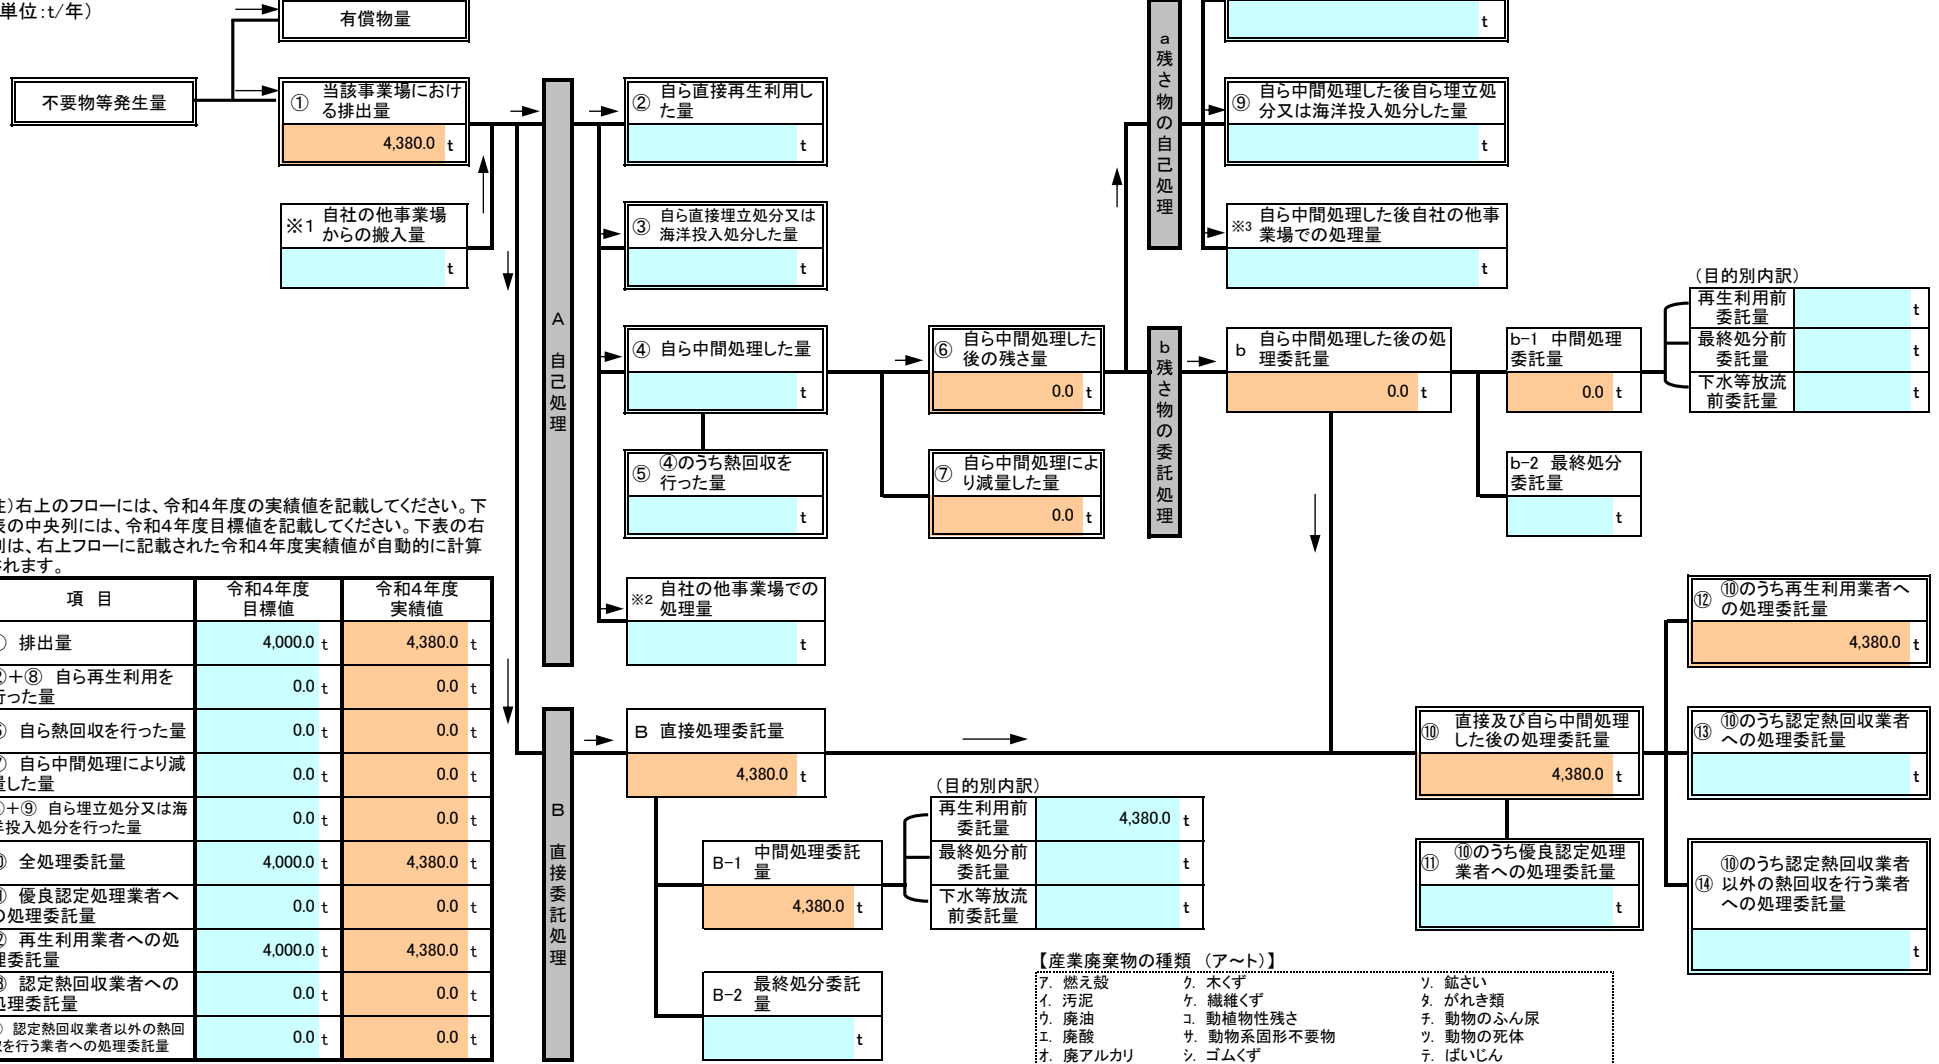 単位:t/年)
有償物量
不要物等発生量
① 当該事業場におけ
る排出量
4,380.0 t
※1 自社の他事業場
からの搬入量
t
A 自己処理
② 自ら直接再生利用し
た量
t
③ 自ら直接埋立処分又は
海洋投入処分した量
t
④ 自ら中間処理した量
t
⑤ ④のうち熱回収を
行った量
t
※2 自社の他事業場での
処理量
t
⑥ 自ら中間処理した
後の残さ量
0.0 t
⑦ 自ら中間処理によ
り減量した量
0.0 t
a 残さ物の自己処理
t
⑨ 自ら中間処理した後自ら埋立処
分又は海洋投入処分した量
t
※3 自ら中間処理した後自社の他事
業場での処理量
t
b 残さ物の委託処理
b 自ら中間処理した後の処
理委託量
0.0 t
b-1 中間処理
委託量
0.0 t
(目的別内訳)
再生利用前
委託量 t
最終処分前
委託量 t
下水等放流
前委託量 t
b-2 最終処分
委託量
t
)右上のフローには、令和4年度の実績値を記載してください。下
表の中央列には、令和4年度目標値を記載してください。下表の右
列は、右上フローに記載された令和4年度実績値が自動的に計算
されます。
項 目 令和4年度 目標値 令和4年度 実績値
排出量 4,000.0 t 4,380.0 t
+⑧ 自ら再生利用を
行った量 0.0 t 0.0 t
自ら熱回収を行った量 0.0 t 0.0 t
自ら中間処理により減
量した量 0.0 t 0.0 t
+⑨ 自ら埋立処分又は海
洋投入処分を行った量 0.0 t 0.0 t
全処理委託量 4,000.0 t 4,380.0 t
優良認定処理業者へ
の処理委託量 0.0 t 0.0 t
再生利用業者への処
理委託量 4,000.0 t 4,380.0 t
認定熱回収業者への
処理委託量 0.0 t 0.0 t
認定熱回収業者以外の熱回
収を行う業者への処理委託量 0.0 t 0.0 t
B 直接委託処理
B 直接処理委託量
4,380.0 t
B-1 中間処理委託
量
4,380.0 t
(目的別内訳)
再生利用前
委託量 4,380.0 t
最終処分前
委託量 t
下水等放流
前委託量 t
B-2 最終処分委託
量
t
⑩ 直接及び自ら中間処理
した後の処理委託量
4,380.0 t
⑪ ⑩のうち優良認定処理
業者への処理委託量
t
⑫ ⑩のうち再生利用業者へ
の処理委託量
4,380.0 t
⑬ ⑩のうち認定熱回収業者
への処理委託量
t
⑭ ⑩のうち認定熱回収業者
以外の熱回収を行う業者
への処理委託量
t
【産業廃棄物の種類 (ア～ト)】
ア. 燃え殻 ク. 木くず ソ. 鉱さい
イ. 汚泥 ケ. 繊維くず タ. がれき類
ウ. 廃油 コ. 動植物性残さ チ. 動物のふん尿
エ. 廃酸 サ. 動物系固形不要物 ツ. 動物の死体
オ. 廃アルカリ シ. ゴムくず テ. ばいじん